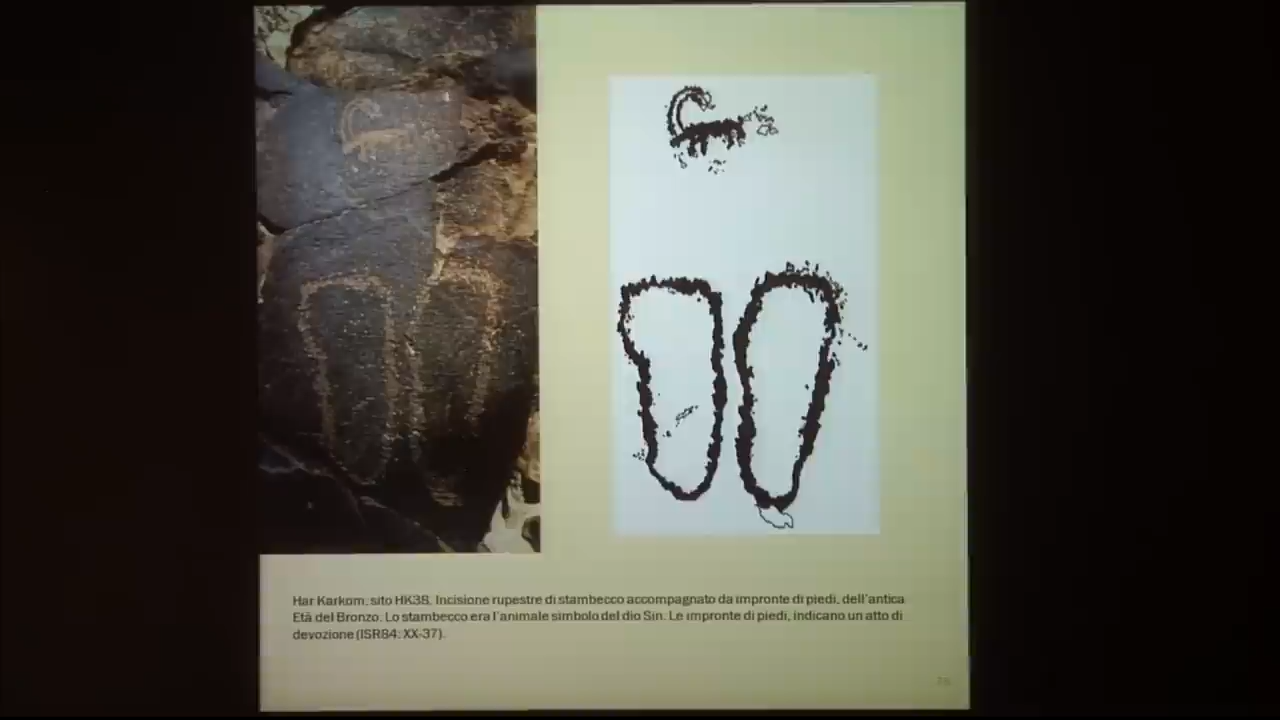 Har Karkom, sito HK38. Incisione rupestre di stambecco accompagnato da impronte di piedi, dell'antica
Età del Bronzo. Lo stambecco era l'animale simbolo del dio Sin. Le impronte di piedi, indicano un atto di
devozione (ISR84: XX-37).